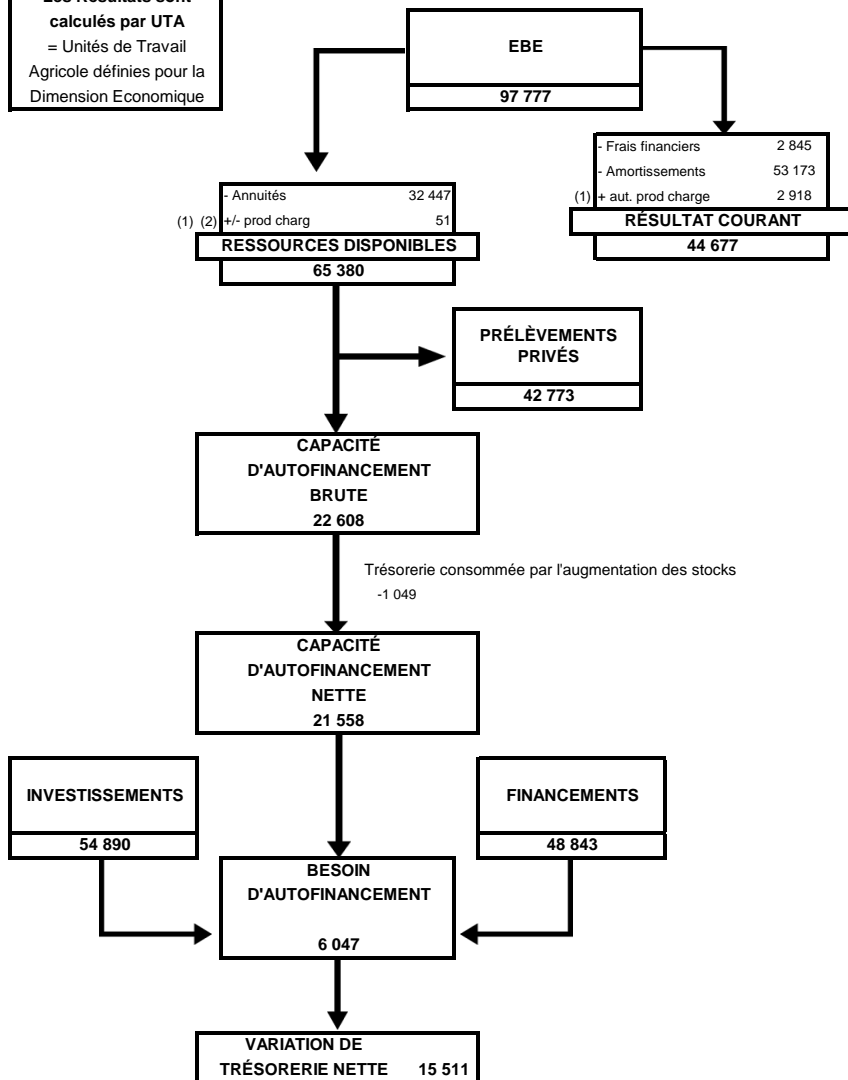 Les Résultats sont
calculés par UTA
= Unités de Travail
Agricole définies pour la
Dimension Economique
EBE
97 777
- Frais financiers 2 845
- Amortissements 53 173
(1) + aut. prod charge 2 918
RÉSULTAT COURANT
44 677
- Annuités 32 447
(1) (2) +/- prod charg 51
RESSOURCES DISPONIBLES
65 380
PRÉLÈVEMENTS
PRIVÉS
42 773
CAPACITÉ
D'AUTOFINANCEMENT
BRUTE
22 608
Trésorerie consommée par l'augmentation des stocks
-1 049
CAPACITÉ
D'AUTOFINANCEMENT
NETTE
21 558
INVESTISSEMENTS
54 890
FINANCEMENTS
48 843
BESOIN
D'AUTOFINANCEMENT
6 047
VARIATION DE
TRÉSORERIE NETTE 15 511